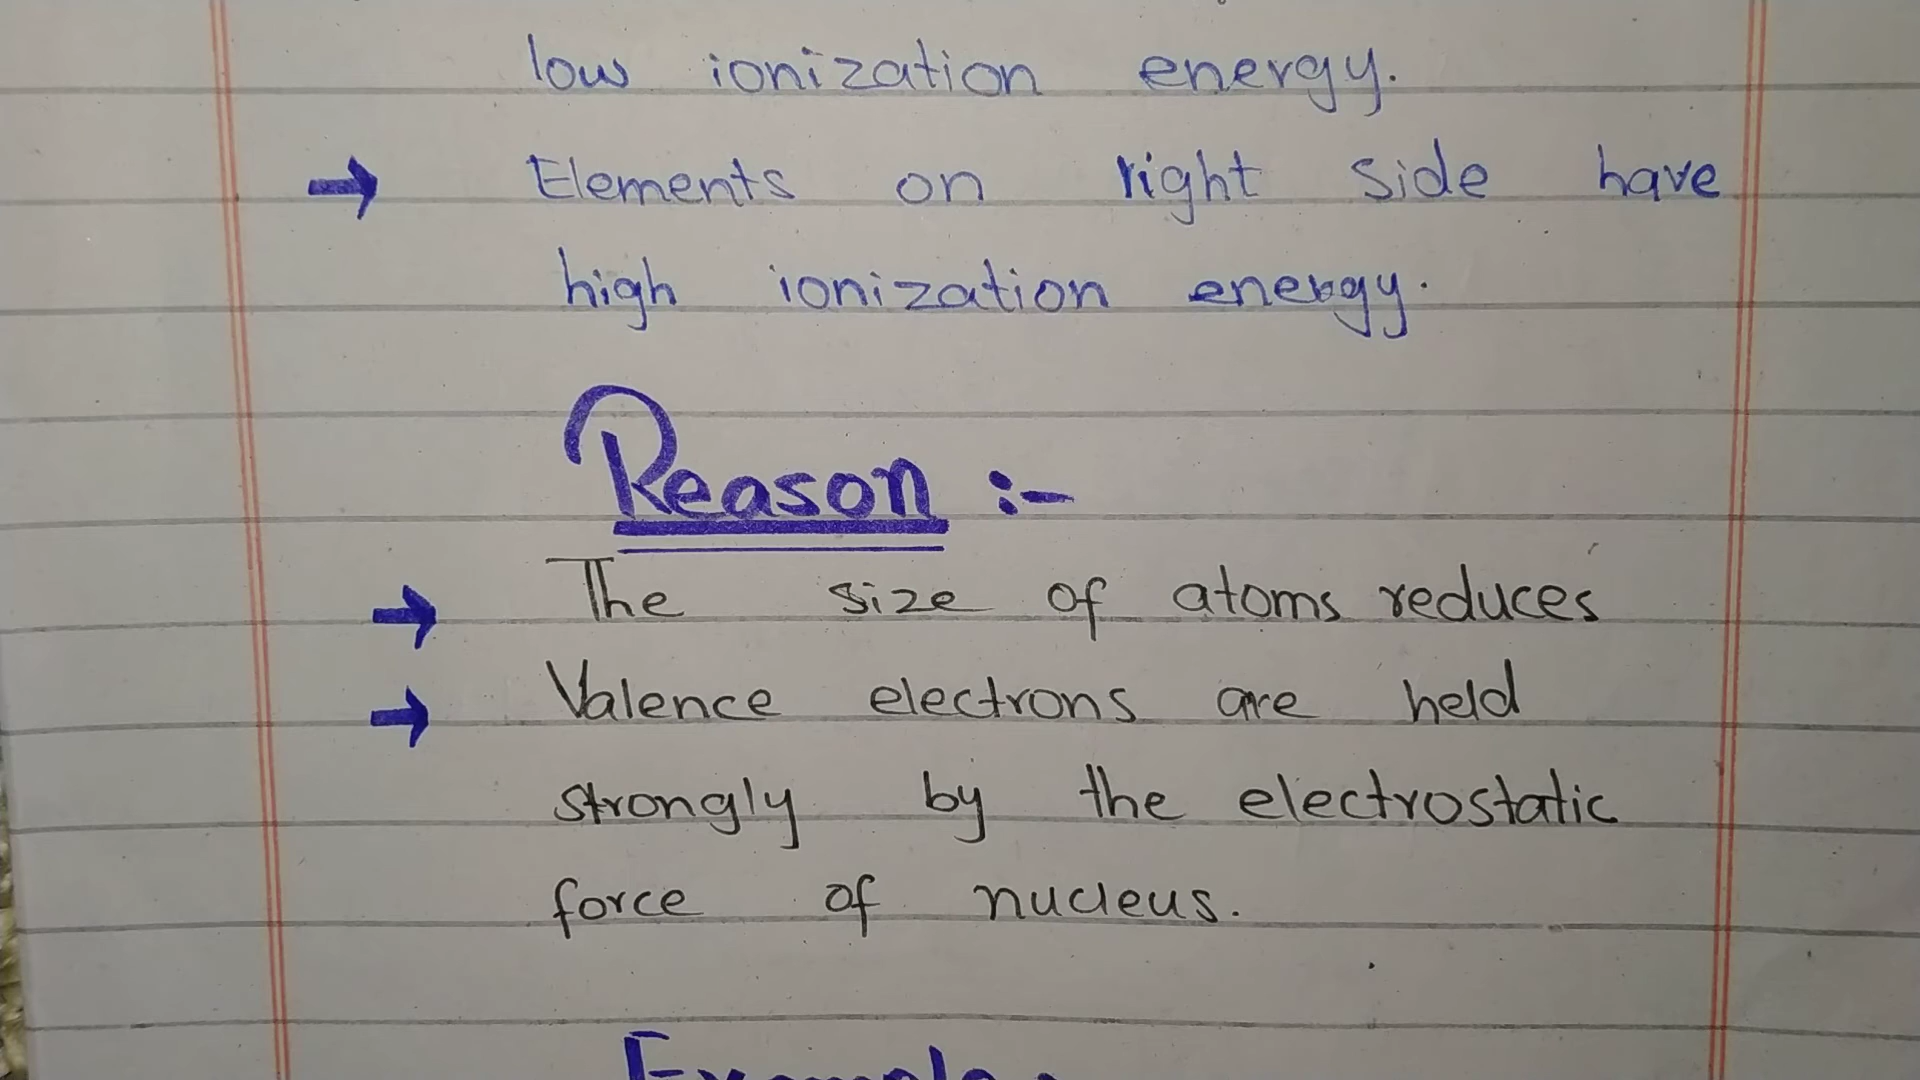 low ionization energy.
→ Elements on right side have
high ionization energy.
Reason :-
→ The size of atoms reduces
→ Valence electrons are held
strongly by the electrostatic
force of nucleus.